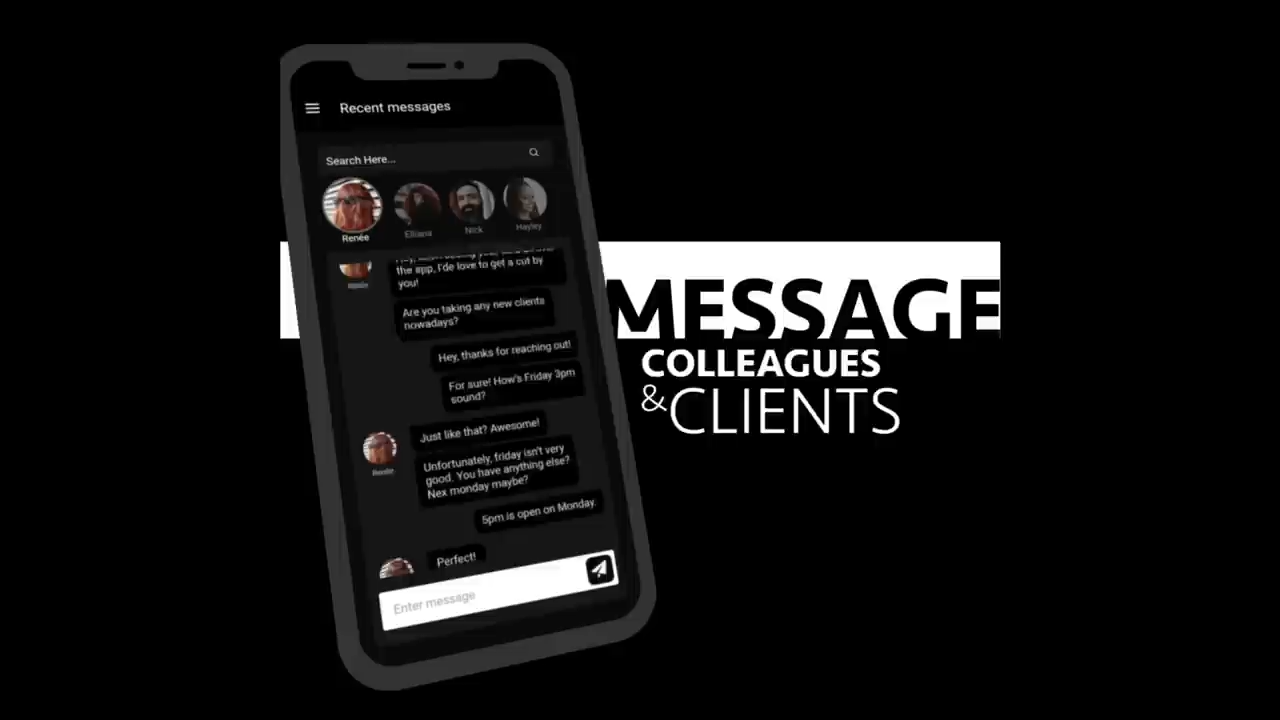 Recent messages
Search Here...
Renée
Elliana
Nick
Hayley
the app, I'de love to get a cut by
you!
Renée
Are you taking any new clients
nowadays?
Hey, thanks for reaching out!
For sure! How's Friday 3pm
sound?
Just like that? Awesome!
Renée
Unfortunately, friday isn't very
good. You have anything else?
Nex monday maybe?
5pm is open on Monday.
Perfect!
Enter message
MESSAGE
COLLEAGUES
&CLIENTS